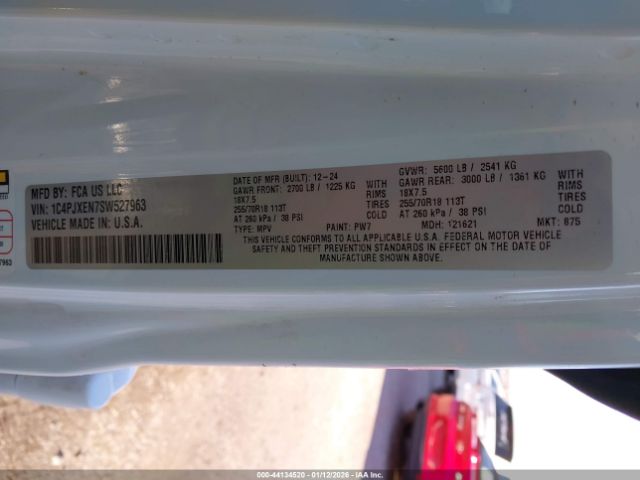 MFD BY: FCA US LLC
VIN: 1C4PJXEN7SW527963
VEHICLE MADE IN: U.S.A.
DATE OF MFR (BUILT): 12-24
GAWR FRONT: 2700 LB / 1225 KG
18X7.5
255/70R18 113T
AT 260 kPa / 38 PSI
TYPE: MPV
WITH
RIMS
TIRES
COLD
PAINT: PW7
GVWR: 5600 LB / 2541 KG
GAWR REAR: 3000 LB / 1361 KG
18X7.5
255/70R18 113T
AT 260 kPa / 38 PSI
MDH: 121621
WITH
RIMS
TIRES
COLD
MKT: 875
THIS VEHICLE CONFORMS TO ALL APPLICABLE U.S.A. FEDERAL MOTOR VEHICLE
SAFETY AND THEFT PREVENTION STANDARDS IN EFFECT ON THE DATE OF
MANUFACTURE SHOWN ABOVE.
7963
000-44134520 - 01/12/2026 - IAA Inc.